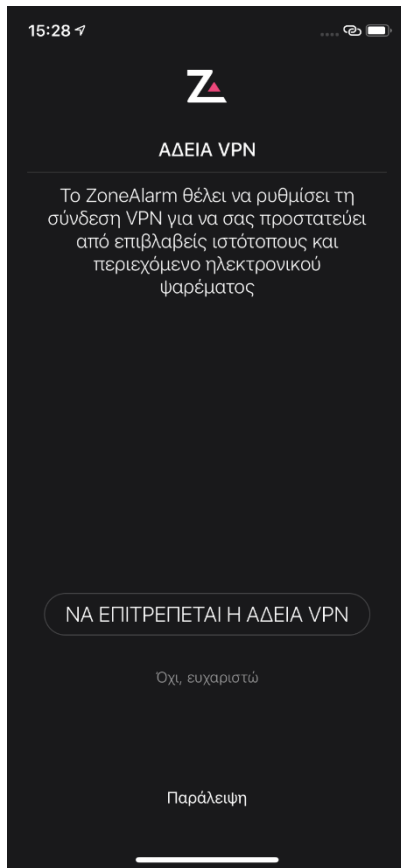 15:28
ΑΔΕΙΑ VPN
Το ZoneAlarm θέλει να ρυθμίσει τη
σύνδεση VPN για να σας προστατεύει
από επιβλαβείς ιστότοπους και
περιεχόμενο ηλεκτρονικού
ψαρέματος
ΝΑ ΕΠΙΤΡΕΠΕΤΑΙ Η ΑΔΕΙΑ VPN
Όχι, ευχαριστώ
Παράλειψη